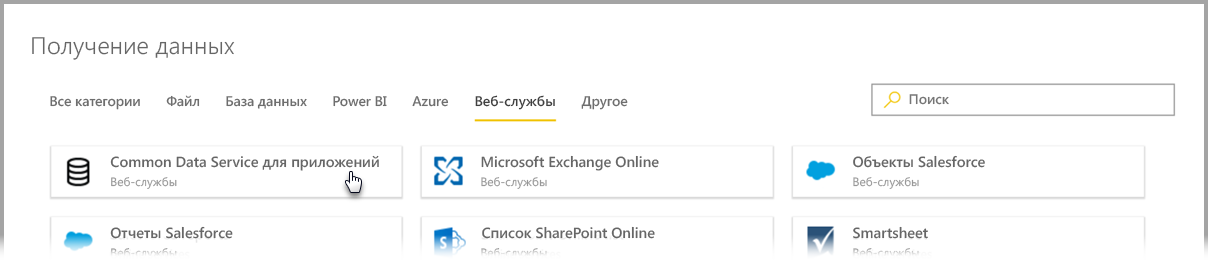 Получение данных
Все категории Файл База данных Power BI Azure Веб-службы Другое Поиск
Common Data Service для приложений Microsoft Exchange Online Объекты Salesforce
Веб-службы Веб-службы Веб-службы
Отчеты Salesforce Список SharePoint Online Smartsheet
Веб-службы Веб-службы Веб-службы